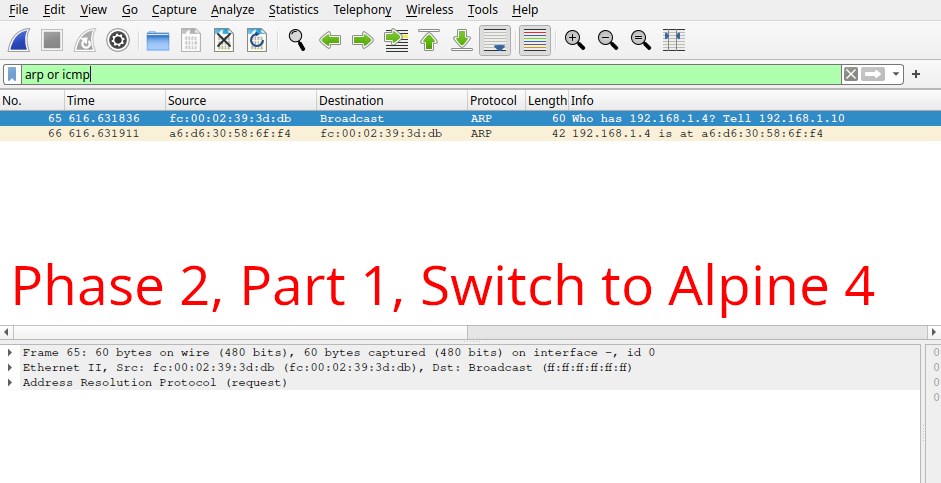 File Edit View Go Capture Analyze Statistics Telephony Wireless Tools Help
arp or icmp
No. Time Source Destination Protocol Length Info
65 616.631836 fc:00:02:39:3d:db Broadcast ARP 60 Who has 192.168.1.4? Tell 192.168.1.10
66 616.631911 a6:d6:30:58:6f:f4 fc:00:02:39:3d:db ARP 42 192.168.1.4 is at a6:d6:30:58:6f:f4
Phase 2, Part 1, Switch to Alpine 4
Frame 65: 60 bytes on wire (480 bits), 60 bytes captured (480 bits) on interface -, id 0
Ethernet II, Src: fc:00:02:39:3d:db (fc:00:02:39:3d:db), Dst: Broadcast (ff:ff:ff:ff:ff:ff)
Address Resolution Protocol (request)
0
0
0
0